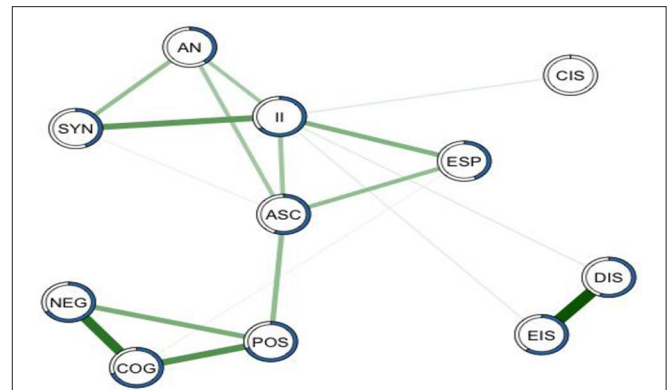 AN
CIS
II
SYN
ESP
ASC
DIS
NEG
EIS
POS
COG